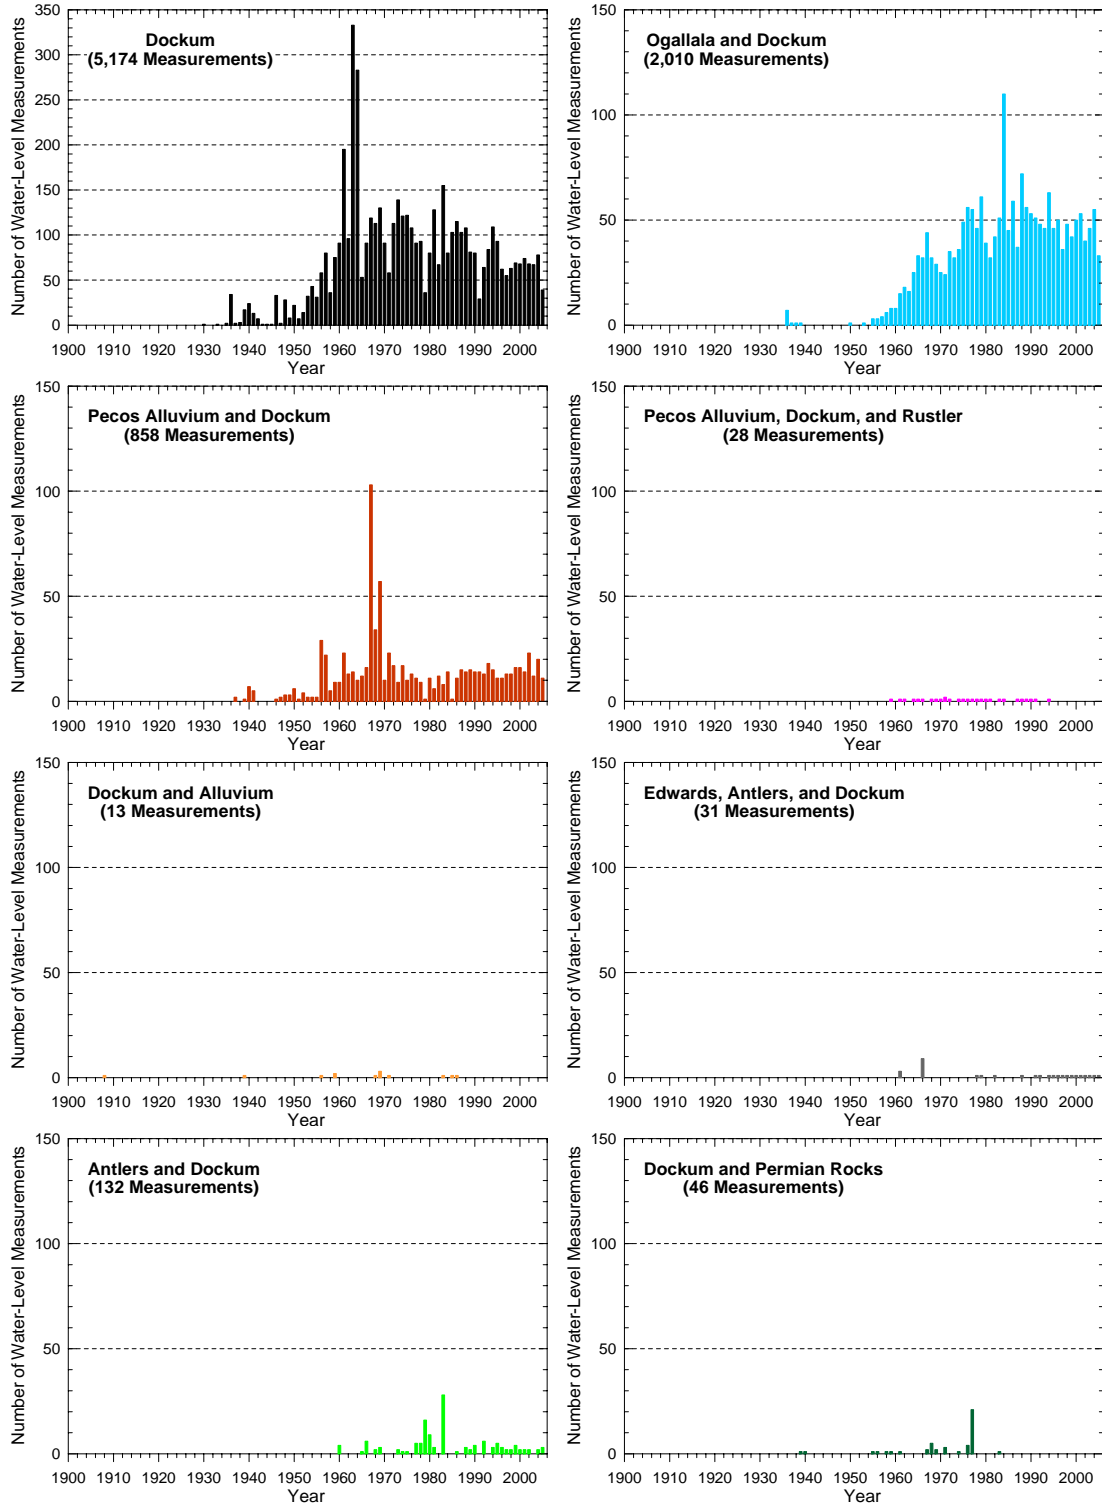 Number of Water-Level Measurements
350
300
250
200
150
100
50
0
Dockum
(5,174 Measurements)
1900 1910 1920 1930 1940 1950 1960 1970 1980 1990 2000
Year
Number of Water-Level Measurements
150
100
50
0
Ogallala and Dockum
(2,010 Measurements)
1900 1910 1920 1930 1940 1950 1960 1970 1980 1990 2000
Year
Number of Water-Level Measurements
150
100
50
0
Pecos Alluvium and Dockum
(858 Measurements)
1900 1910 1920 1930 1940 1950 1960 1970 1980 1990 2000
Year
Number of Water-Level Measurements
150
100
50
0
Pecos Alluvium, Dockum, and Rustler
(28 Measurements)
1900 1910 1920 1930 1940 1950 1960 1970 1980 1990 2000
Year
Number of Water-Level Measurements
150
100
50
0
Dockum and Alluvium
(13 Measurements)
1900 1910 1920 1930 1940 1950 1960 1970 1980 1990 2000
Year
Number of Water-Level Measurements
150
100
50
0
Edwards, Antlers, and Dockum
(31 Measurements)
1900 1910 1920 1930 1940 1950 1960 1970 1980 1990 2000
Year
Number of Water-Level Measurements
150
100
50
0
Antlers and Dockum
(132 Measurements)
1900 1910 1920 1930 1940 1950 1960 1970 1980 1990 2000
Year
Number of Water-Level Measurements
150
100
50
0
Dockum and Permian Rocks
(46 Measurements)
1900 1910 1920 1930 1940 1950 1960 1970 1980 1990 2000
Year